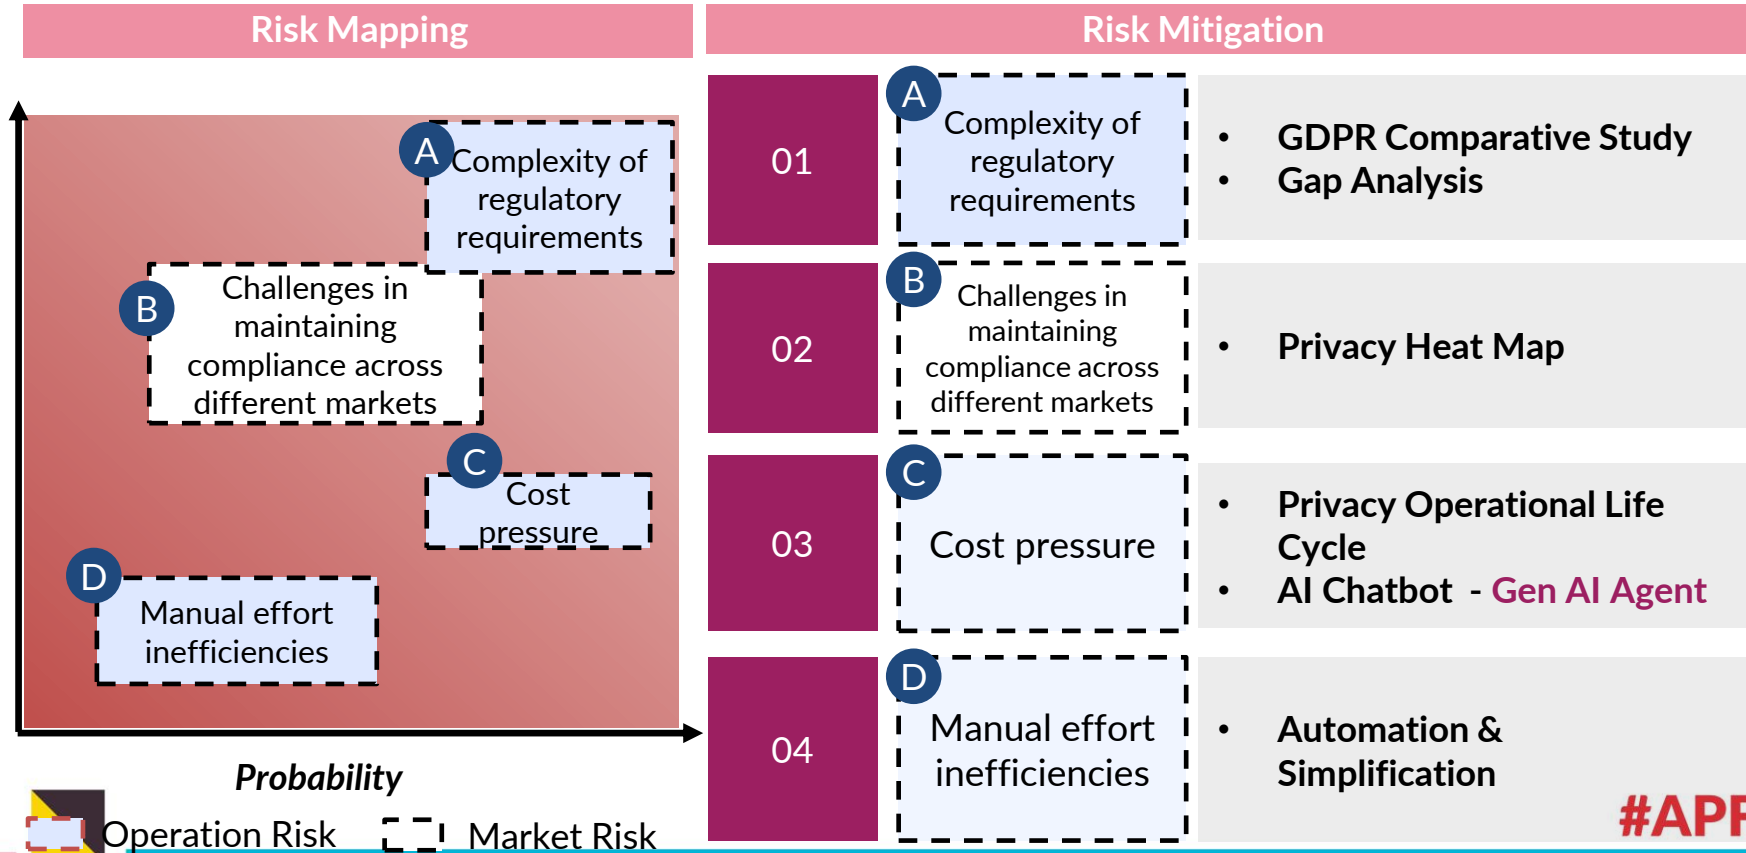 Risk Mapping
Risk Mitigation
A
Complexity of
regulatory
requirements
B
Challenges in
maintaining
compliance across
different markets
C
Cost
pressure
D
Manual effort
inefficiencies
Probability
Operation Risk
Market Risk
01
A
Complexity of
regulatory
requirements
• GDPR Comparative Study
• Gap Analysis
02
B
Challenges in
maintaining
compliance across
different markets
• Privacy Heat Map
03
C
Cost pressure
• Privacy Operational Life
Cycle
• AI Chatbot - Gen AI Agent
04
D
Manual effort
inefficiencies
• Automation &
Simplification